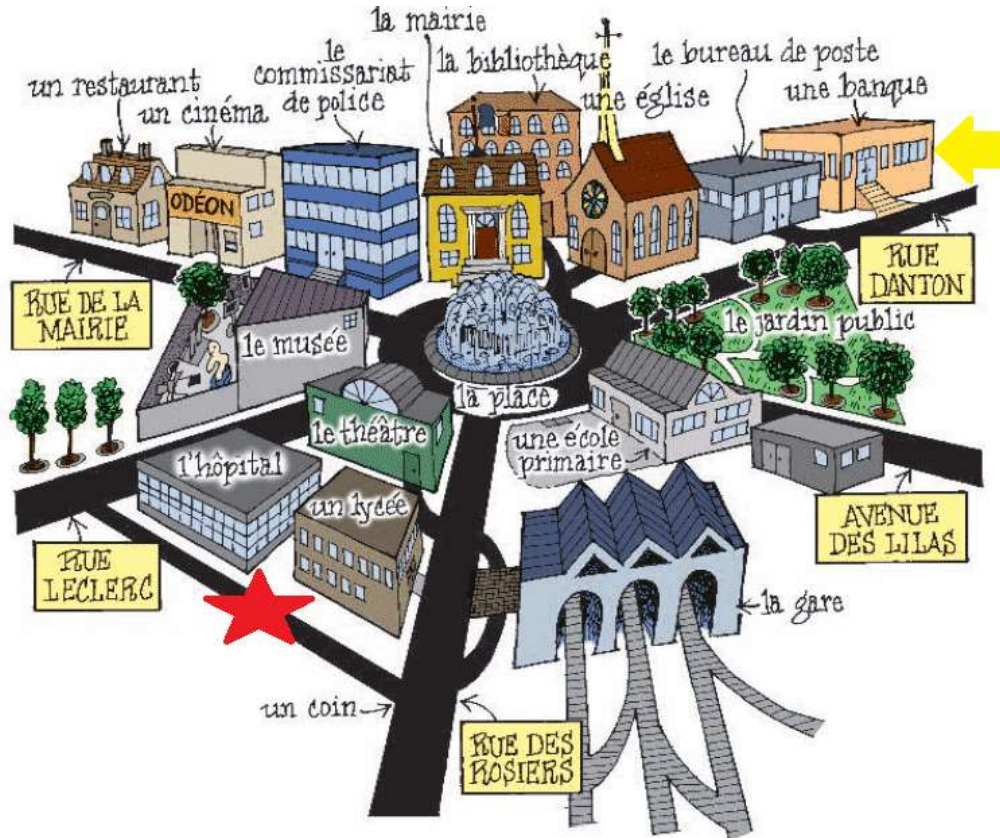 la mairie
un restaurant
un cinéma
le
commissariat
de police
la bibliothèque
une église
le bureau de poste
une banque
ODÉON
RUE DE LA
MAIRIE
RUE
DANTON
le musée
le jardin public
la place
le théâtre
une école
primaire
l'hôpital
un lycée
RUE
LECLERC
AVENUE
DES LILAS
la gare
un coin
RUE DES
ROSIERS